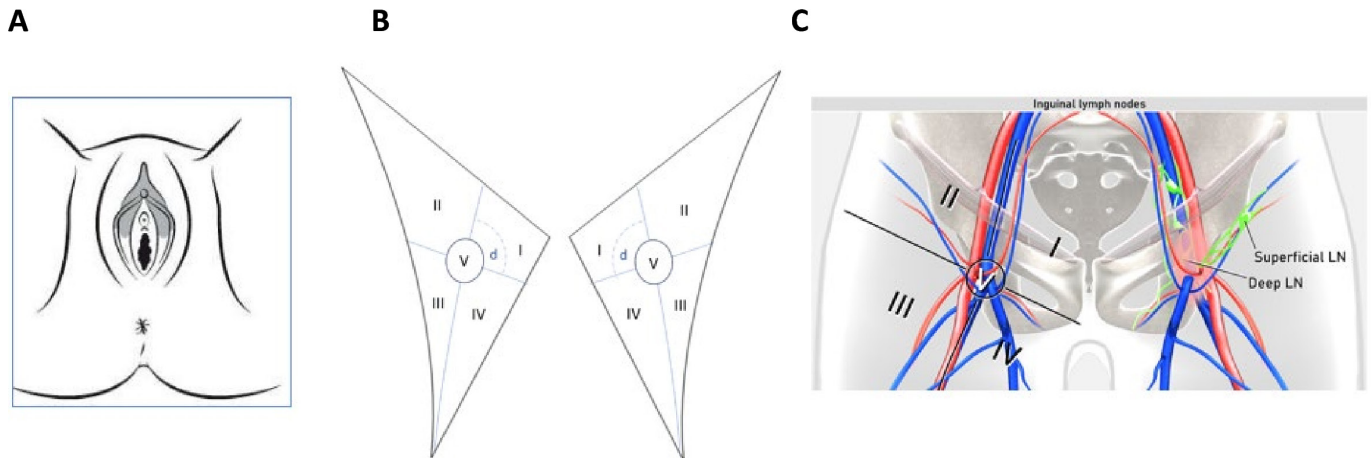 A
B
C
II
II
I
I
d
d
V
V
III
III
IV
IV
Inguinal lymph nodes
II
I
V
III
IV
Superficial LN
Deep LN